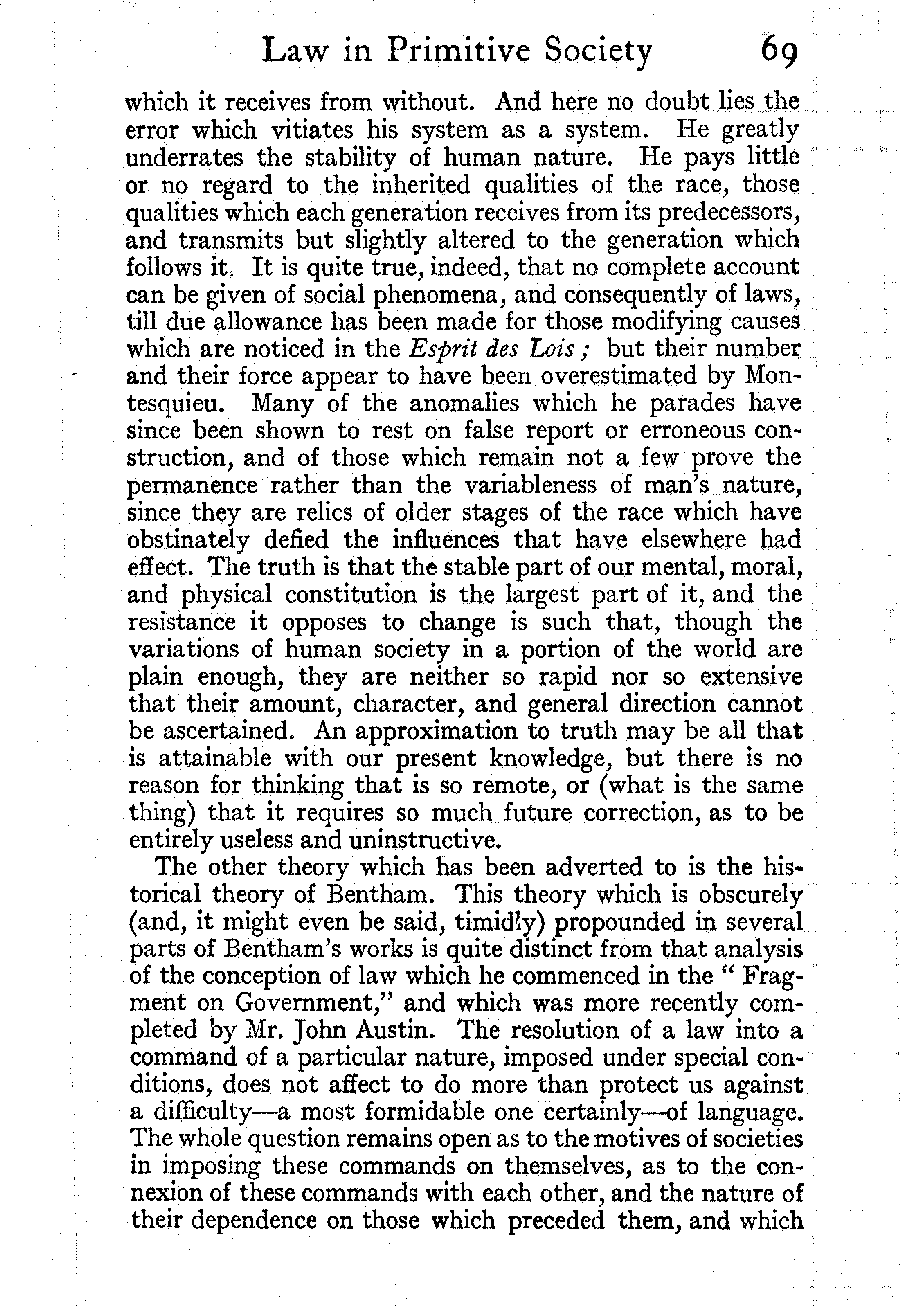 Law in Primitive Society 69
which it receives from without. And here no doubt lies the
error which vitiates his system as a system. He greatly
underrates the stability of human nature. He pays little
or no regard to the inherited qualities of the race, those
qualities which each generation receives from its predecessors,
and transmits but slightly altered to the generation which
follows it. It is quite true, indeed, that no complete account
can be given of social phenomena, and consequently of laws,
till due allowance has been made for those modifying causes
which are noticed in the Esprit des Lois ; but their number
and their force appear to have been overestimated by Mon-
tesquieu. Many of the anomalies which he parades have
since been shown to rest on false report or erroneous con-
struction, and of those which remain not a few prove the
permanence rather than the variableness of man's nature,
since they are relics of older stages of the race which have
obstinately defied the influences that have elsewhere had
effect. The truth is that the stable part of our mental, moral,
and physical constitution is the largest part of it, and the
resistance it opposes to change is such that, though the
variations of human society in a portion of the world are
plain enough, they are neither so rapid nor so extensive
that their amount, character, and general direction cannot
be ascertained. An approximation to truth may be all that
is attainable with our present knowledge, but there is no
reason for thinking that is so remote, or (what is the same
thing) that it requires so much future correction, as to be
entirely useless and uninstructive.
The other theory which has been adverted to is the his-
torical theory of Bentham. This theory which is obscurely
(and, it might even be said, timidly) propounded in several
parts of Bentham's works is quite distinct from that analysis
of the conception of law which he commenced in the “ Frag-
ment on Government,” and which was more recently com-
pleted by Mr. John Austin. The resolution of a law into a
command of a particular nature, imposed under special con-
ditions, does not affect to do more than protect us against
a difficulty—a most formidable one certainly—of language.
The whole question remains open as to the motives of societies
in imposing these commands on themselves, as to the con-
nexion of these commands with each other, and the nature of
their dependence on those which preceded them, and which